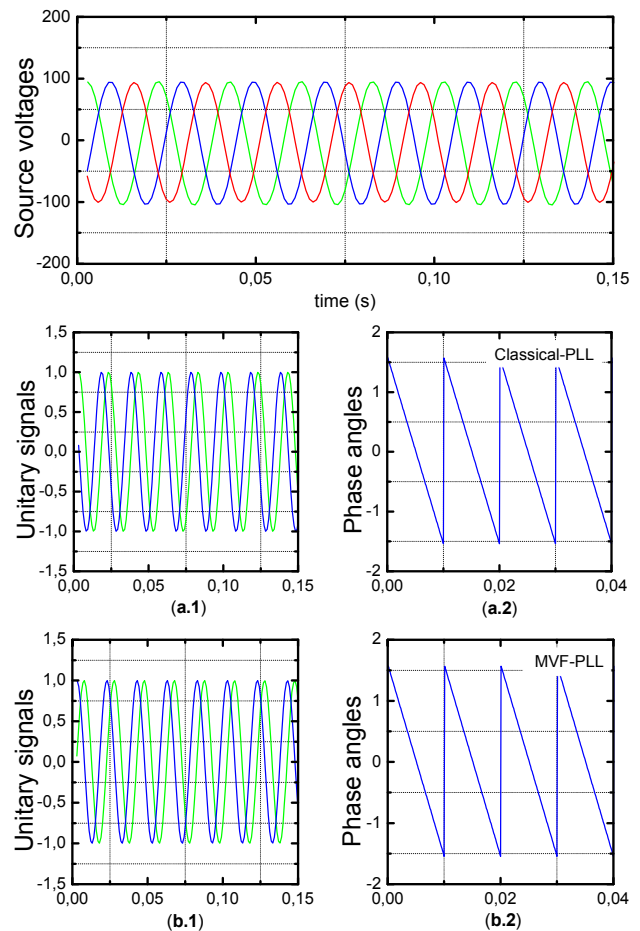 Source voltages
200
100
0
-100
-200
0,00 0,05 0,10 0,15
time (s)
Unitary signals
1,5
1,0
0,5
0,0
-0,5
-1,0
-1,5
0,00 0,05 0,10 0,15
(a.1)
Phase angles
2
1
0
-1
-2
Classical-PLL
0,00 0,02 0,04
(a.2)
Unitary signals
1,5
1,0
0,5
0,0
-0,5
-1,0
-1,5
0,00 0,05 0,10 0,15
(b.1)
Phase angles
2
1
0
-1
-2
MVF-PLL
0,00 0,02 0,04
(b.2)